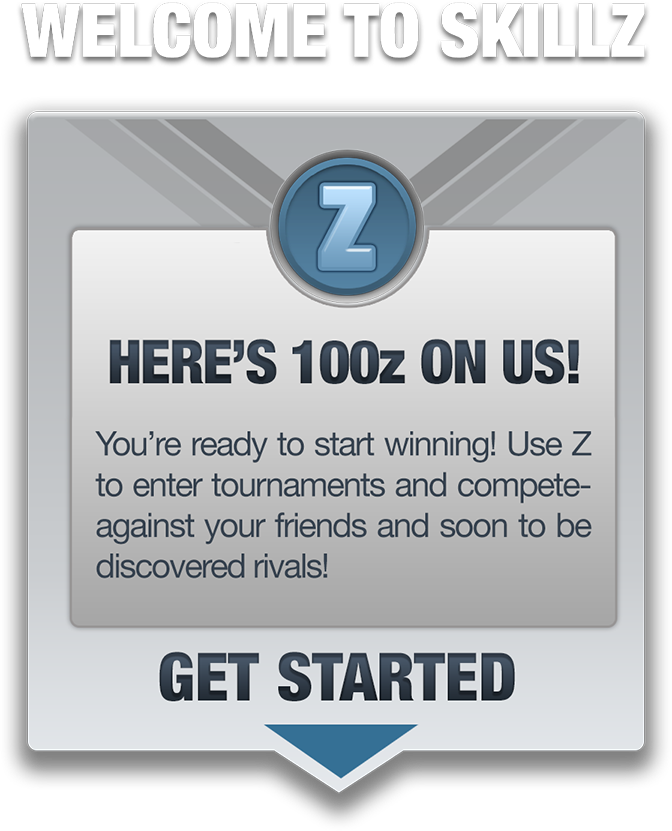 WELCOME TO SKILLZ
Z
HERE'S 100z ON US!
You're ready to start winning! Use Z
to enter tournaments and compete-
against your friends and soon to be
discovered rivals!
GET STARTED